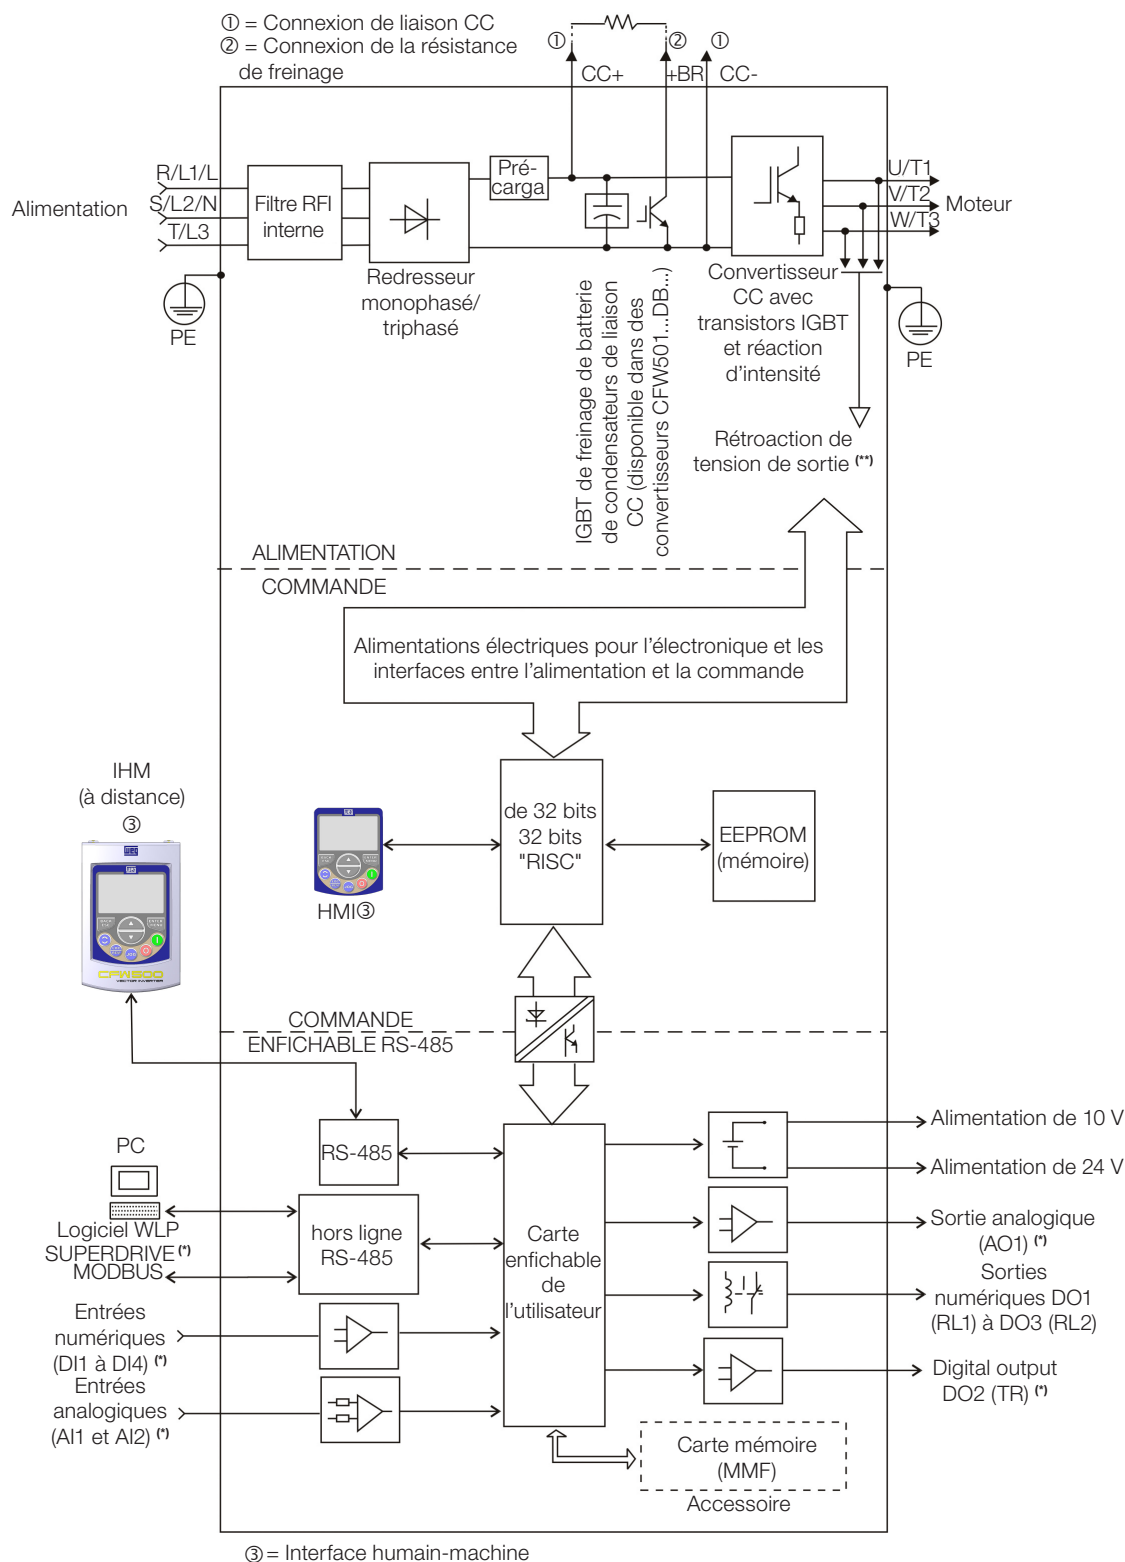 ① = Connexion de liaison CC
② = Connexion de la résistance
de freinage
① ② ①
CC+ +BR CC-
R/L1/L
S/L2/N
T/L3
Alimentation
PE
Filtre RFI
interne
Redresseur
monophasé/
triphasé
Pré-
carga
IGBT de freinage de batterie
de condensateurs de liaison
CC (disponible dans des
convertisseurs CFW501...DB...)
Convertisseur
CC avec
transistors IGBT
et réaction
d'intensité
U/T1
V/T2
W/T3
Moteur
PE
Rétroaction de
tension de sortie (**)
ALIMENTATION
COMMANDE
Alimentations électriques pour l'électronique et les
interfaces entre l'alimentation et la commande
IHM
(à distance)
③
CFW500
VECTOR INVERTER
HMI③
de 32 bits
32 bits
"RISC"
EEPROM
(mémoire)
COMMANDE
ENFICHABLE RS-485
PC
Logiciel WLP
SUPERDRIVE (*)
MODBUS
Entrées
numériques
(DI1 à DI4) (*)
Entrées
analogiques
(AI1 et AI2) (*)
RS-485
hors ligne
RS-485
Carte
enfichable
de
l'utilisateur
Alimentation de 10 V
Alimentation de 24 V
Sortie analogique
(AO1) (*)
Sorties
numériques DO1
(RL1) à DO3 (RL2)
Digital output
DO2 (TR) (*)
Carte mémoire
(MMF)
Accessoire
③ = Interface humain-machine